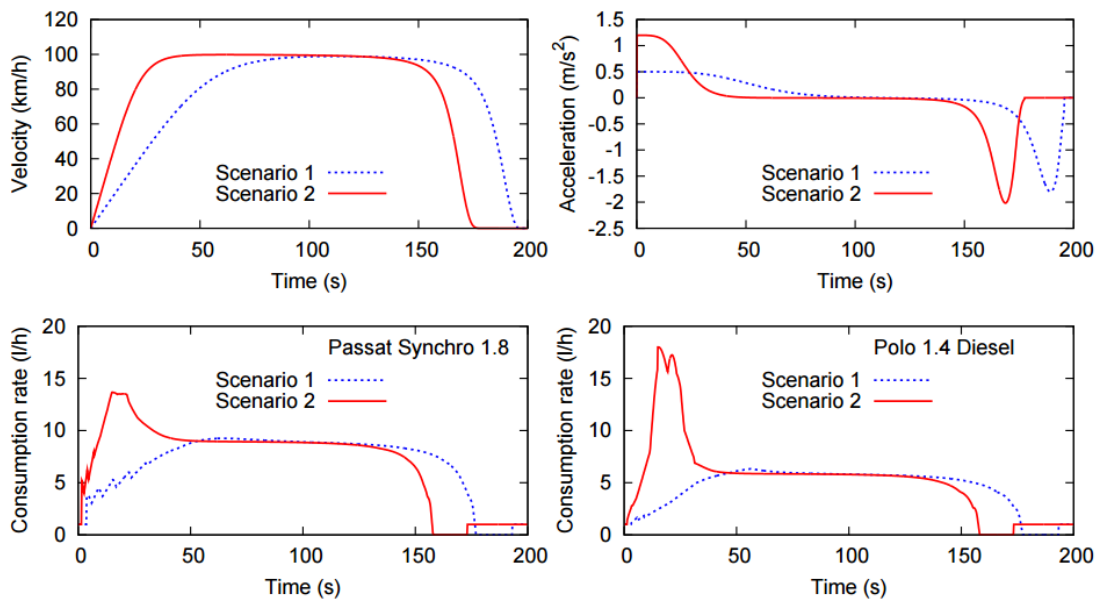 120
100
80
60
40
20
0
Velocity (km/h)
Scenario 1
Scenario 2
0 50 100 150 200
Time (s)
1.5
1
0.5
0
-0.5
-1
-1.5
-2
-2.5
Acceleration (m/s²)
Scenario 1
Scenario 2
0 50 100 150 200
Time (s)
20
15
10
5
0
Consumption rate (l/h)
Passat Synchro 1.8
Scenario 1
Scenario 2
0 50 100 150 200
Time (s)
20
15
10
5
0
Consumption rate (l/h)
Polo 1.4 Diesel
Scenario 1
Scenario 2
0 50 100 150 200
Time (s)